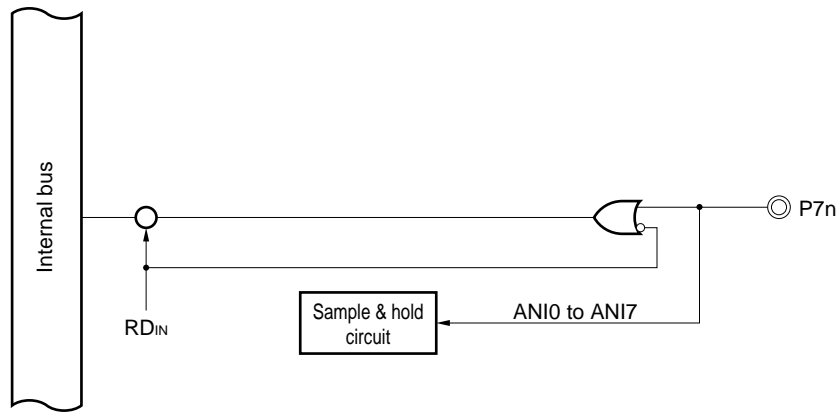 Internal bus
P7n
RDIN
Sample & hold
circuit
ANI0 to ANI7